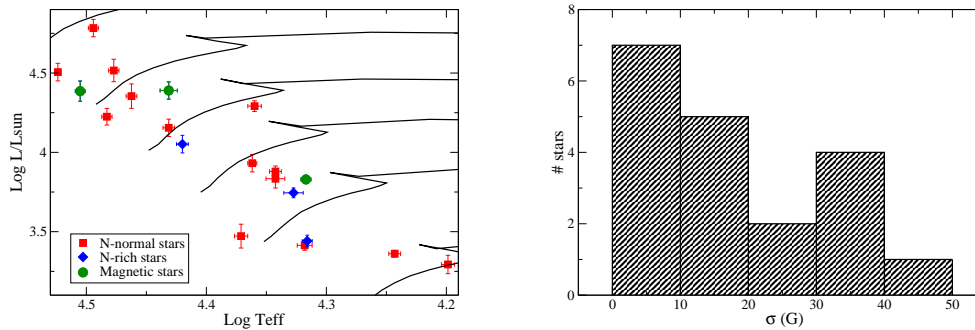 Log L/Lsun
4.5
4
3.5
N-normal stars
N-rich stars
Magnetic stars
4.5 4.4 4.3 4.2
Log Teff
# stars
8
6
4
2
0
0 10 20 30 40 50
σ (G)